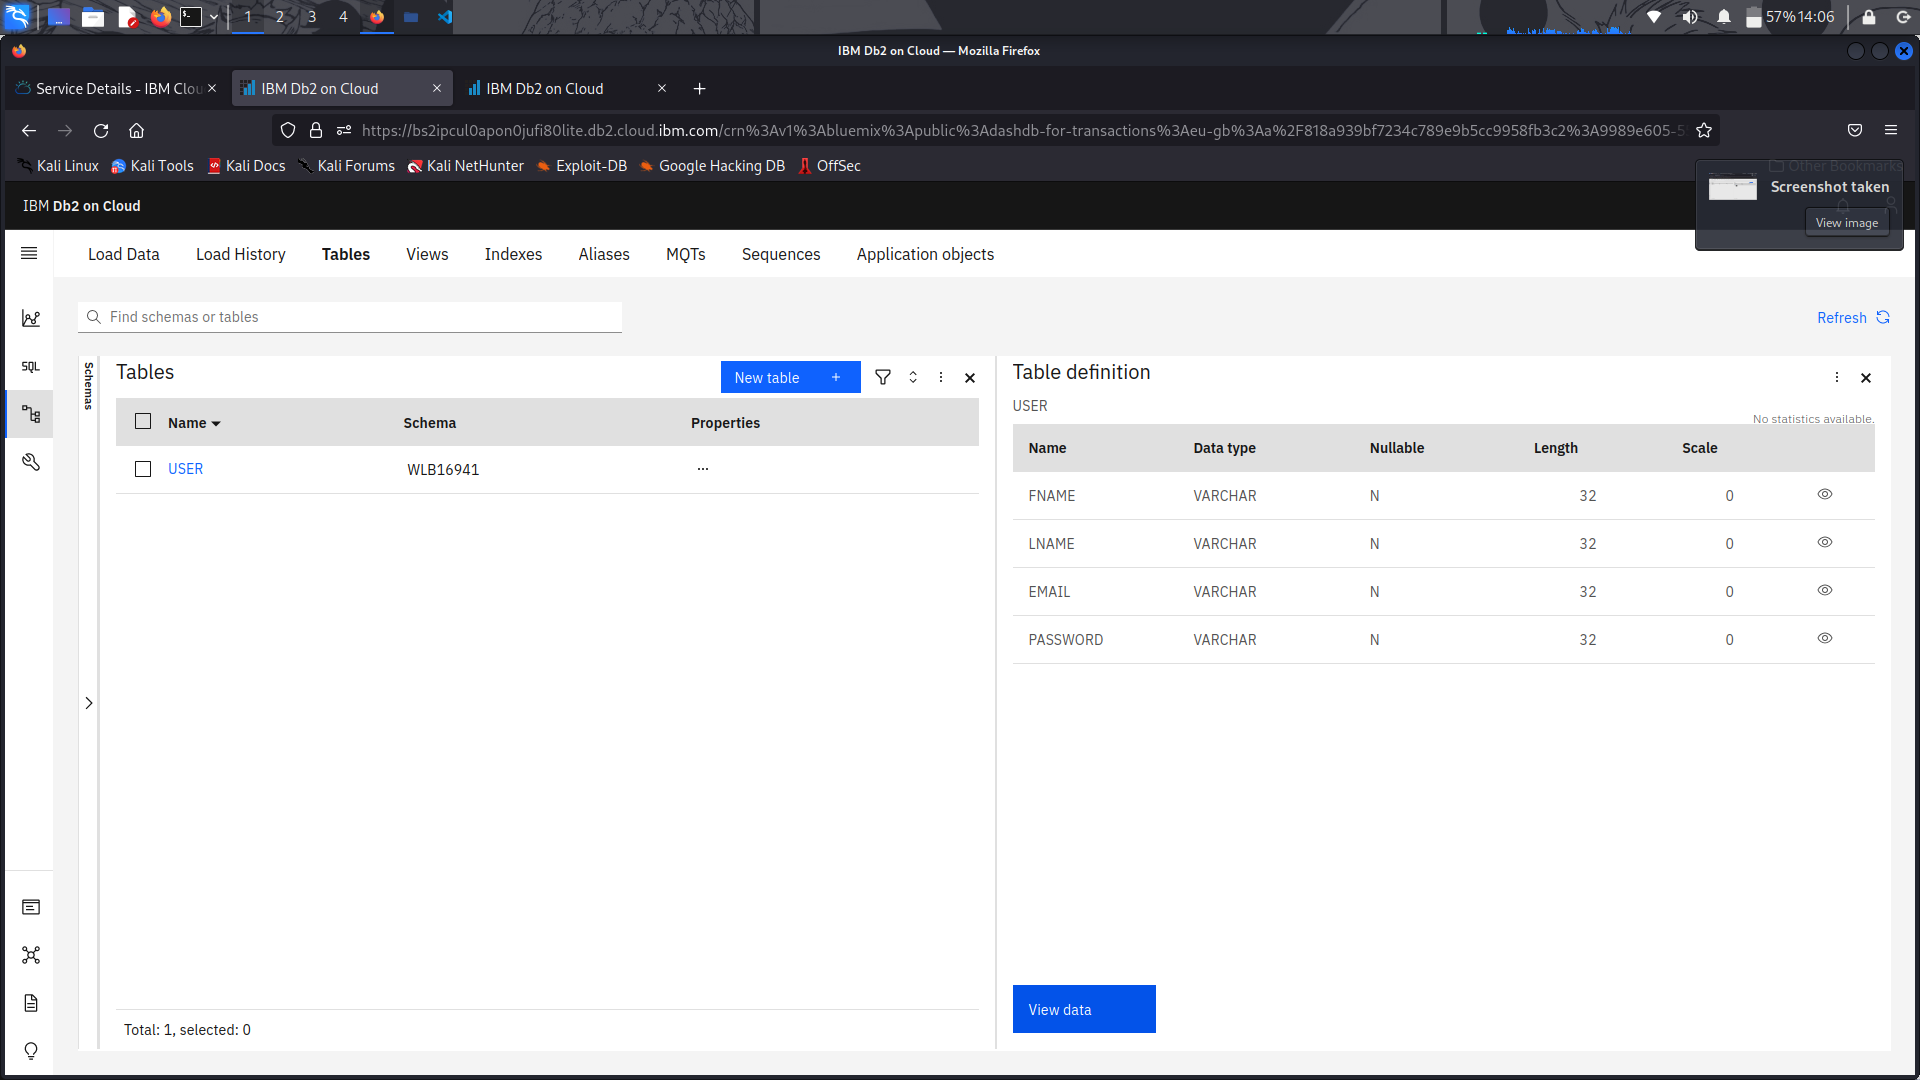 1 2 3 4 57% 14:06
IBM Db2 on Cloud — Mozilla Firefox
Service Details - IBM Clou IBM Db2 on Cloud IBM Db2 on Cloud
https://bs2ipcul0apon0jufi80lite.db2.cloud.ibm.com/crn%3Av1%3Abluemix%3Apublic%3Adashdb-for-transactions%3Aeu-gb%3Aa%2F818a939bf7234c789e9b5cc9958fb3c2%3A9989e605-5
Kali Linux Kali Tools Kali Docs Kali Forums Kali NetHunter Exploit-DB Google Hacking DB OffSec Other Bookmarks
Screenshot taken
View image
IBM Db2 on Cloud
Load Data Load History Tables Views Indexes Aliases MQTs Sequences Application objects
Find schemas or tables
Refresh
SQL
Schemas
Tables
New table +
Name Schema Properties
USER WLB16941 ...
Total: 1, selected: 0
Table definition
USER
No statistics available.
Name Data type Nullable Length Scale
FNAME VARCHAR N 32 0
LNAME VARCHAR N 32 0
EMAIL VARCHAR N 32 0
PASSWORD VARCHAR N 32 0
View data